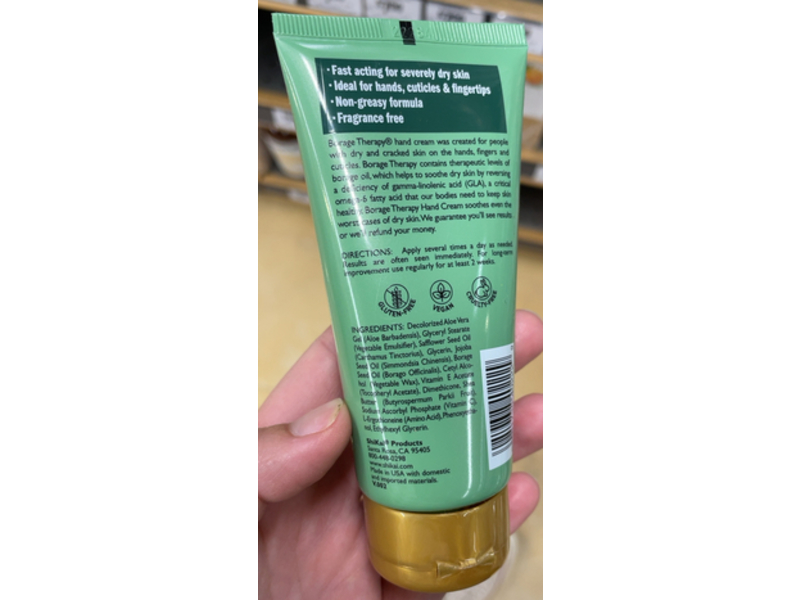 • Fast acting for severely dry skin
• Ideal for hands, cuticles & fingertips
• Non-greasy formula
• Fragrance free
Borage Therapy® hand cream was created for people
with dry and cracked skin on the hands, fingers and
cuticles. Borage Therapy contains therapeutic levels of
borage oil, which helps to soothe dry skin by reversing
a deficiency of gamma-linolenic acid (GLA), a critical
omega-6 fatty acid that our bodies need to keep skin
healthy. Borage Therapy Hand Cream soothes even the
worst cases of dry skin. We guarantee you'll see results
or we'll refund your money.
DIRECTIONS: Apply several times a day as needed.
Results are often seen immediately. For long-term
improvement use regularly for at least 2 weeks.
GLUTEN-FREE
VEGAN
CRUELTY-FREE
INGREDIENTS: Decolorized Aloe Vera
Gel (Aloe Barbadensis), Glyceryl Stearate
(Vegetable Emulsifier), Safflower Seed Oil
(Carthamus Tinctorius), Glycerin, Jojoba
Seed Oil (Simmondsia Chinensis), Borage
Seed Oil (Borago Officinalis), Cetyl Alco-
hol (Vegetable Wax), Vitamin E Acetate
(Tocopheryl Acetate), Dimethicone, Shea
Butter (Butyrospermum Parkii Fruit),
Sodium Ascorbyl Phosphate (Vitamin C),
L-Ergothioneine (Amino Acid), Phenoxyetha-
nol, Ethylhexyl Glycerin.
ShiKai® Products
Santa Rosa, CA 95405
800-448-0298
www.shikai.com
Made in USA with domestic
and imported materials.
V.082